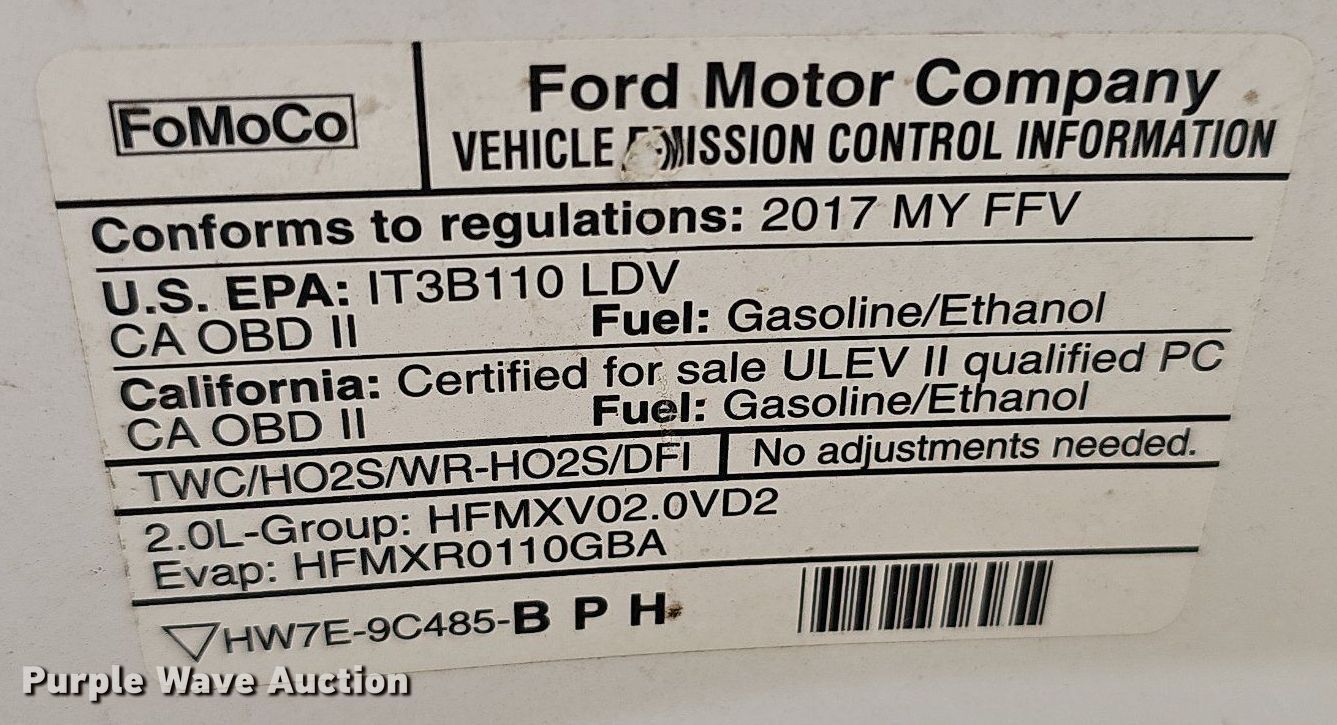 FoMoCo
Ford Motor Company
VEHICLE EMISSION CONTROL INFORMATION
Conforms to regulations: 2017 MY FFV
U.S. EPA: IT3B110 LDV
CA OBD II Fuel: Gasoline/Ethanol
California: Certified for sale ULEV II qualified PC
CA OBD II Fuel: Gasoline/Ethanol
TWC/HO2S/WR-HO2S/DFI No adjustments needed.
2.0L-Group: HFMXV02.0VD2
Evap: HFMXR0110GBA
HW7E-9C485-B P H
Purple Wave Auction